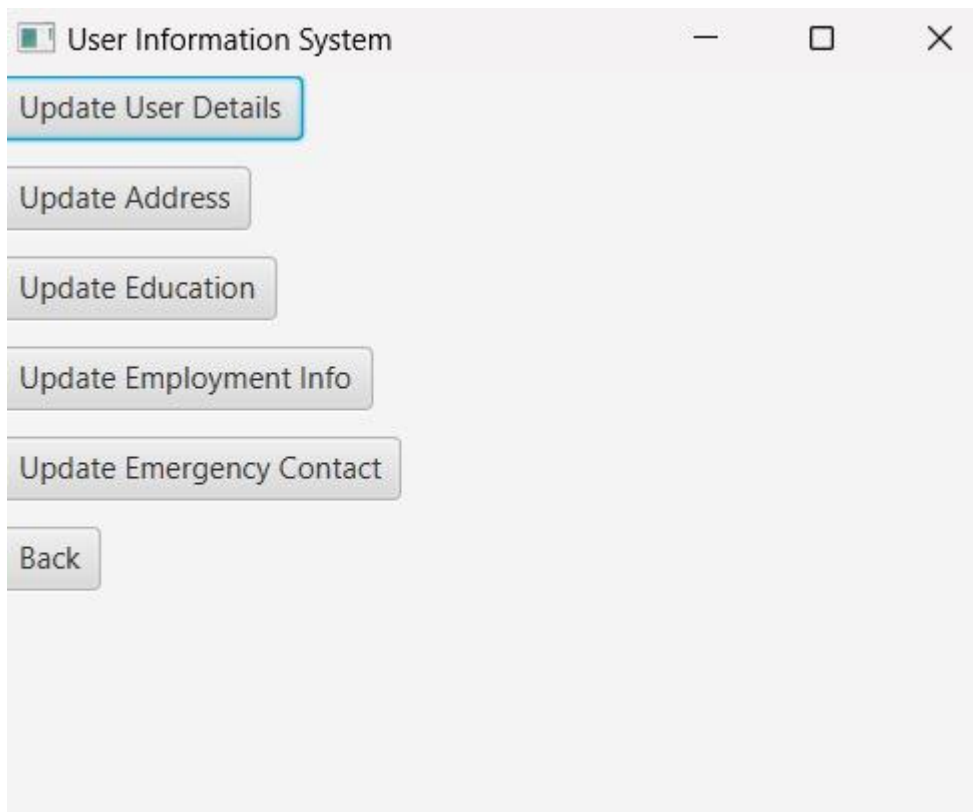 User Information System
Update User Details
Update Address
Update Education
Update Employment Info
Update Emergency Contact
Back